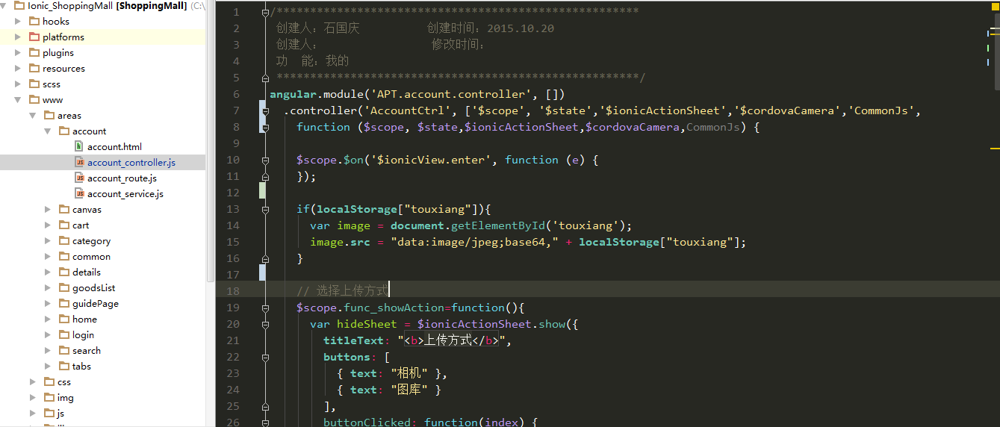 Ionic_ShoppingMall [ShoppingMall] (C:\
hooks
platforms
plugins
resources
scss
www
areas
account
account.html
account_controller.js
account_route.js
account_service.js
canvas
cart
category
common
details
goodsList
guidePage
home
login
search
tabs
css
img
js
1 /******************************************************
2 创建人：石国庆 创建时间：2015.10.20
3 创建人： 修改时间：
4 功 能：我的
5 ******************************************************/
6 angular.module('APT.account.controller', [])
7 .controller('AccountCtrl', ['$scope', '$state','$ionicActionSheet','$cordovaCamera','CommonJs',
8 function ($scope, $state,$ionicActionSheet,$cordovaCamera,CommonJs) {
9
10 $scope.$on('$ionicView.enter', function (e) {
11 });
12
13 if(localStorage["touxiang"]){
14 var image = document.getElementById('touxiang');
15 image.src = "data:image/jpeg;base64," + localStorage["touxiang"];
16 }
17
18 // 选择上传方式
19 $scope.func_showAction=function(){
20 var hideSheet = $ionicActionSheet.show({
21 titleText: "<b>上传方式</b>",
22 buttons: [
23 { text: "相机" },
24 { text: "图库" }
25 ],
26 buttonClicked: function(index) {